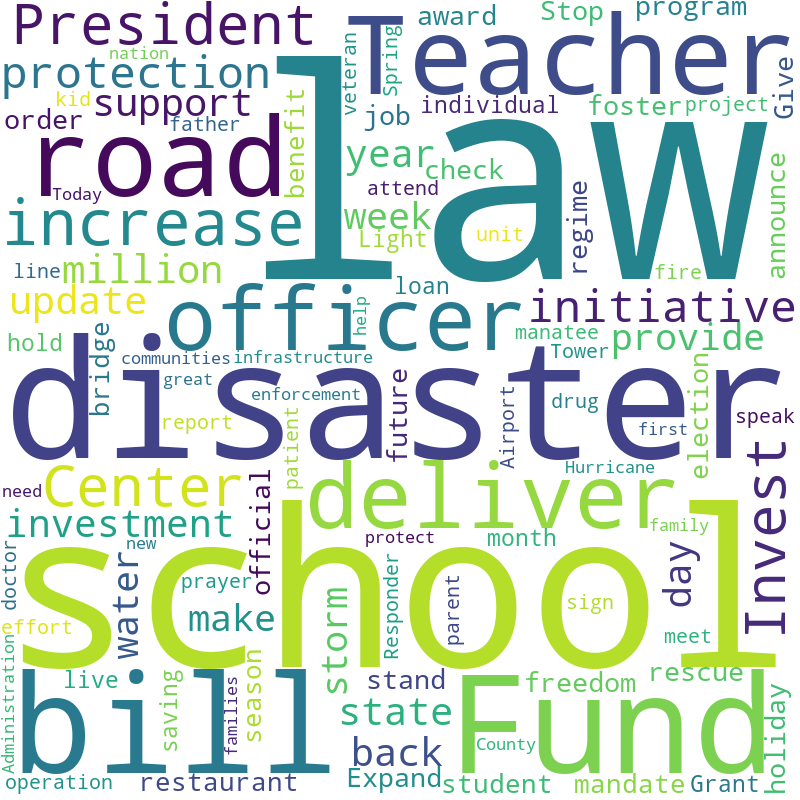 President
nation
award
Stop
program
Teacher
veteran
Spring
Give
protection
kid
support
benefit
job
individual
foster
project
order
father
law
road
year
check
announce
Today
attend
increase
week
Light
unit
regime
fire
line
million
loan
update
officer
help
initiative
hold
bridge
manatee
provide
communities
infrastructure
Tower
great
enforcement
disaster
future
drug
election
report
patient
Airport
first
speak
Hurricane
need
Center
official
deliver
Invest
investment
protect
month
family
doctor
new
water
school
prayer
Responder
parent
day
effort
make
storm
sign
meet
Administration
live
saving
families
season
bill
stand
state
Fund
freedom
rescue
holiday
back
County
operation
restaurant
Expand
student
mandate
Grant